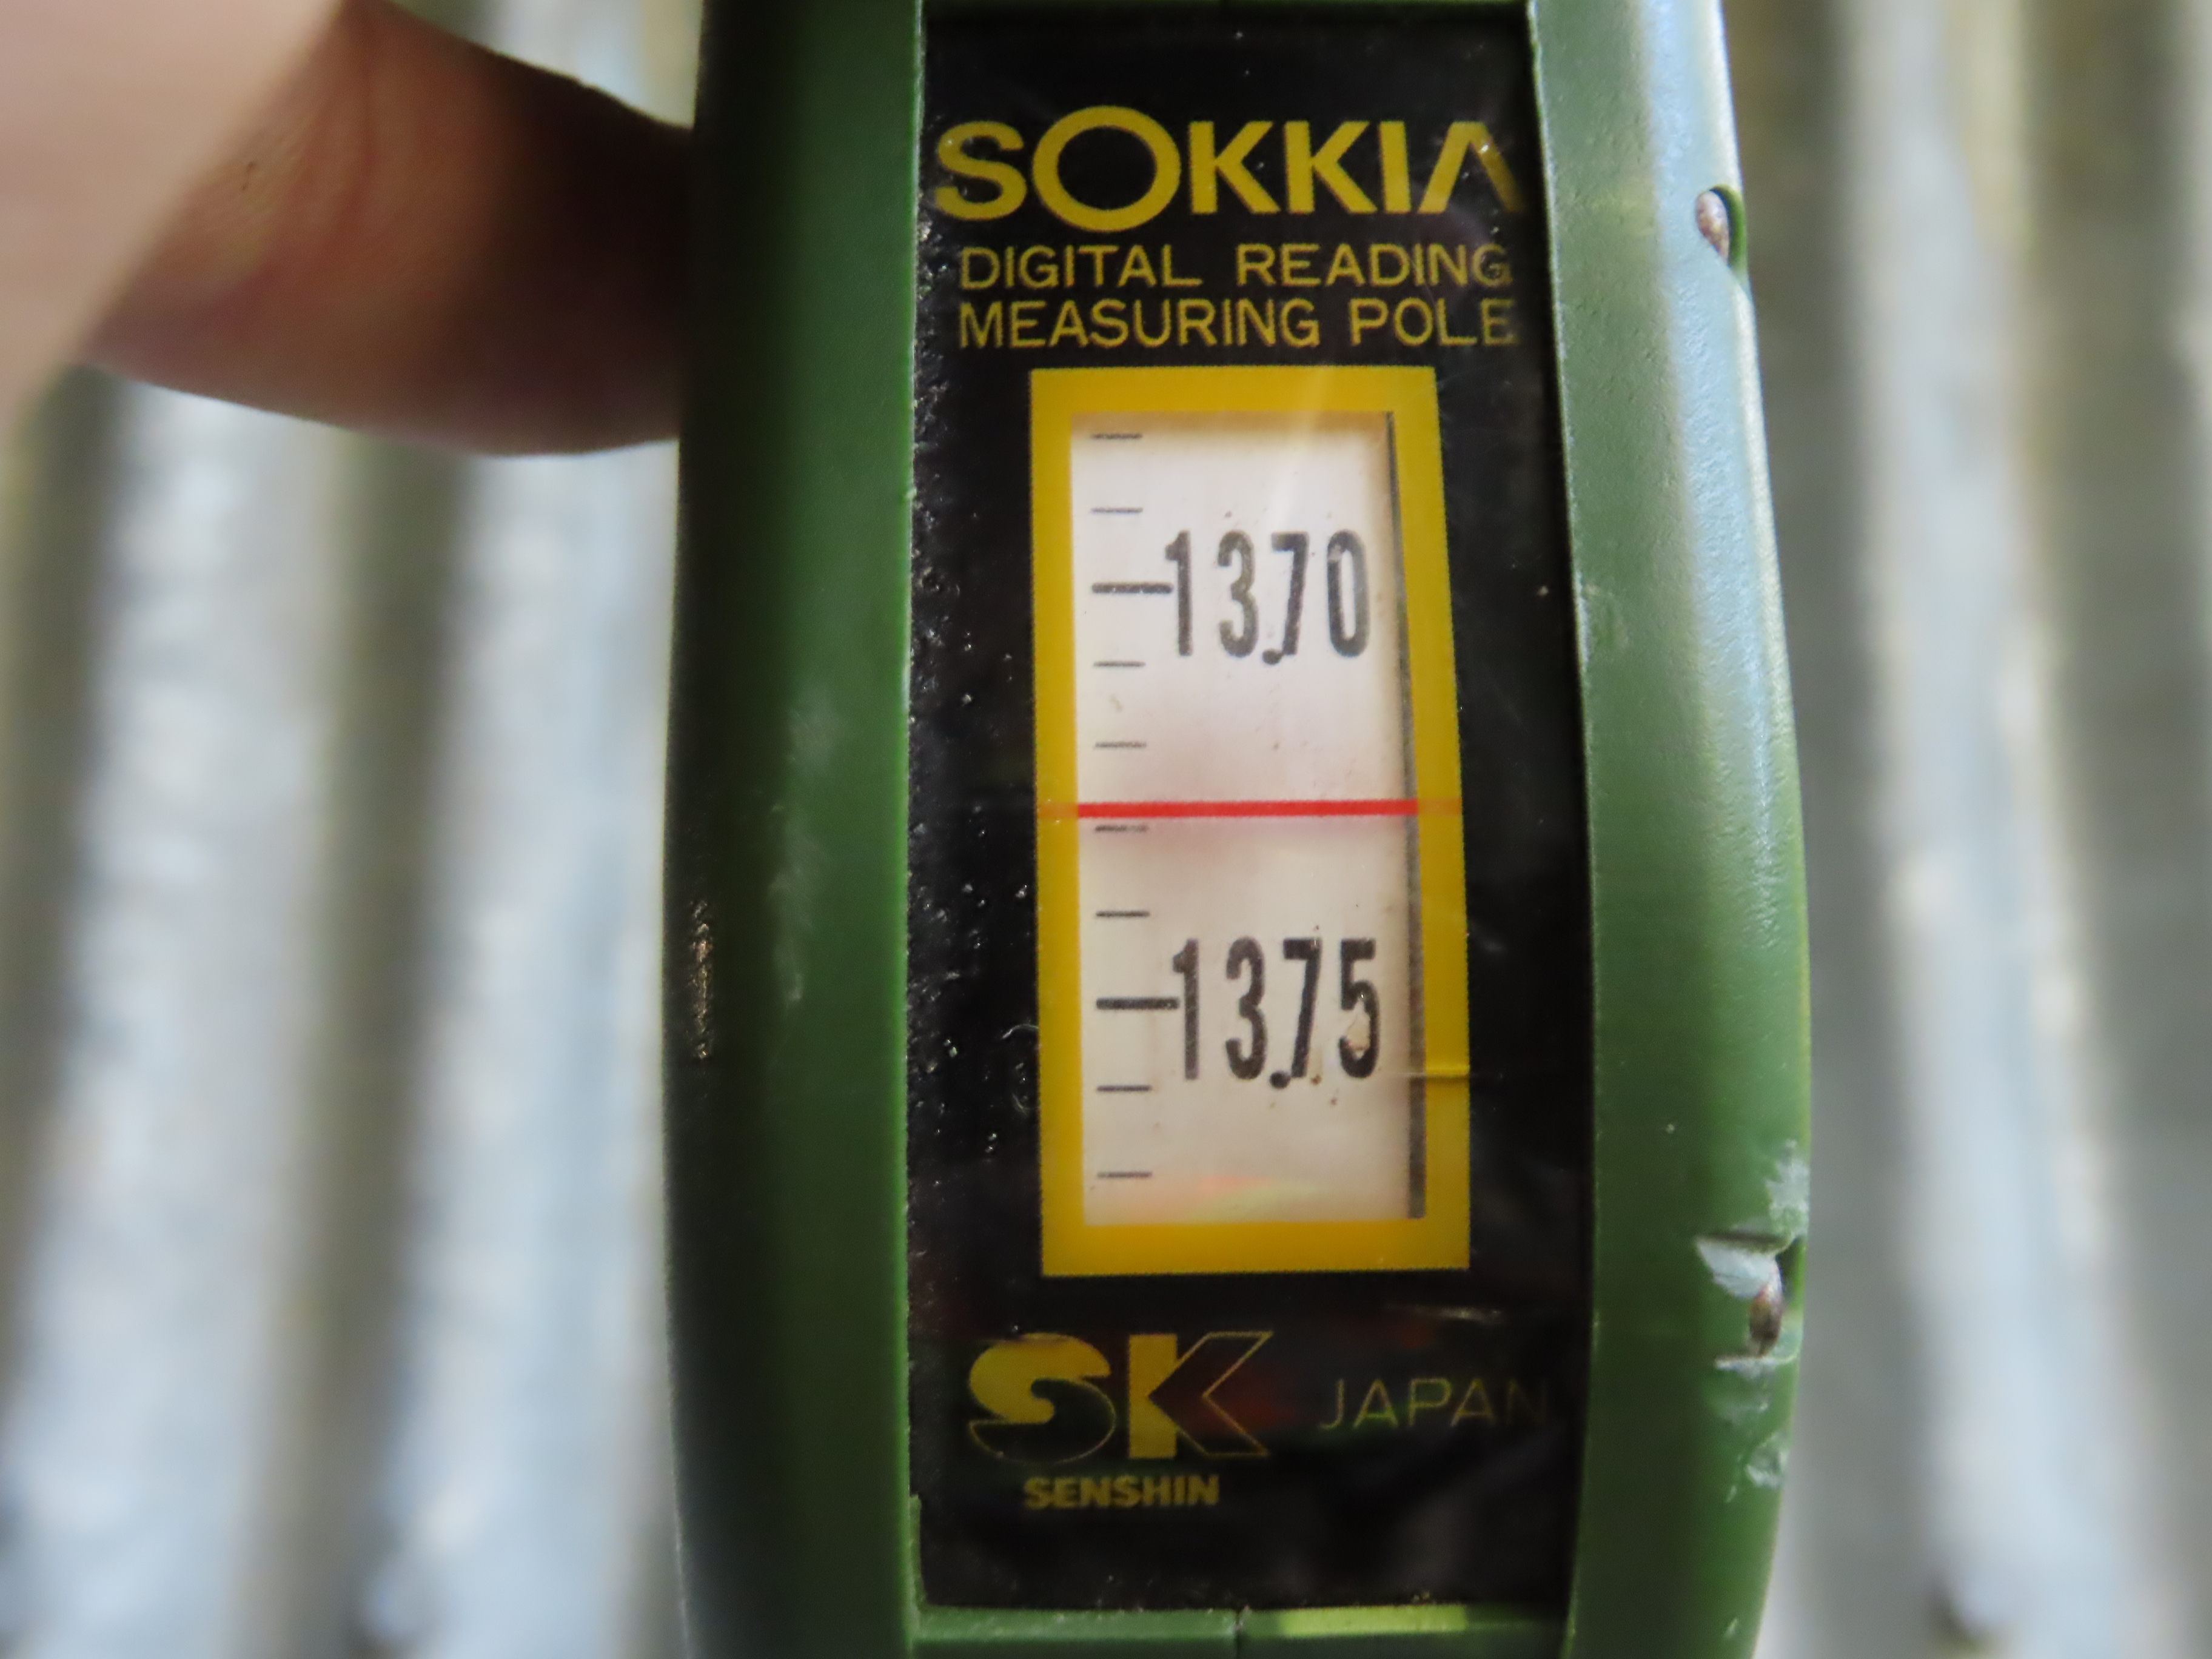 SOKKIA
DIGITAL READING
MEASURING POLE
13.70
13.75
SK JAPAN
SENSHIN